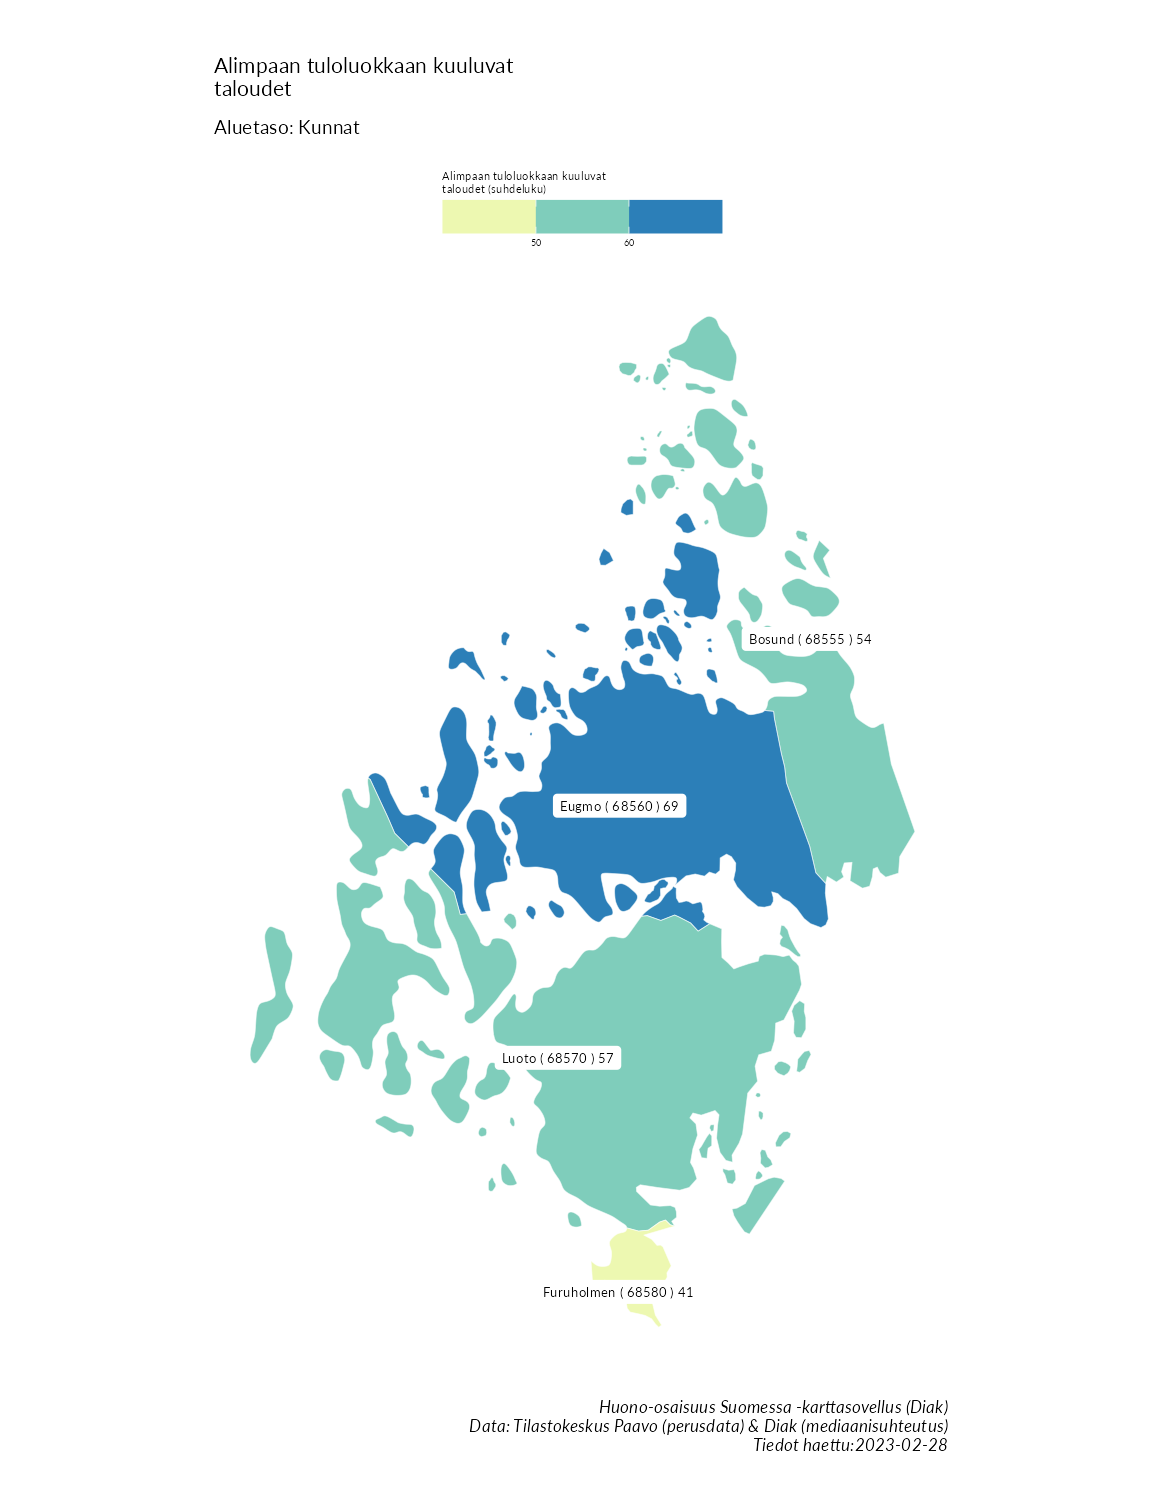 Alimpaan tuloluokkaan kuuluvat
taloudet
Aluetaso: Kunnat
Alimpaan tuloluokkaan kuuluvat
taloudet (suhdeluku)
50
60
Bosund ( 68555 ) 54
Eugmo ( 68560 ) 69
Luoto ( 68570 ) 57
Furuholmen ( 68580 ) 41
Huono-osaisuus Suomessa -karttasovellus (Diak)
Data: Tilastokeskus Paavo (perusdata) & Diak (mediaanisuhteutus)
Tiedot haettu:2023-02-28